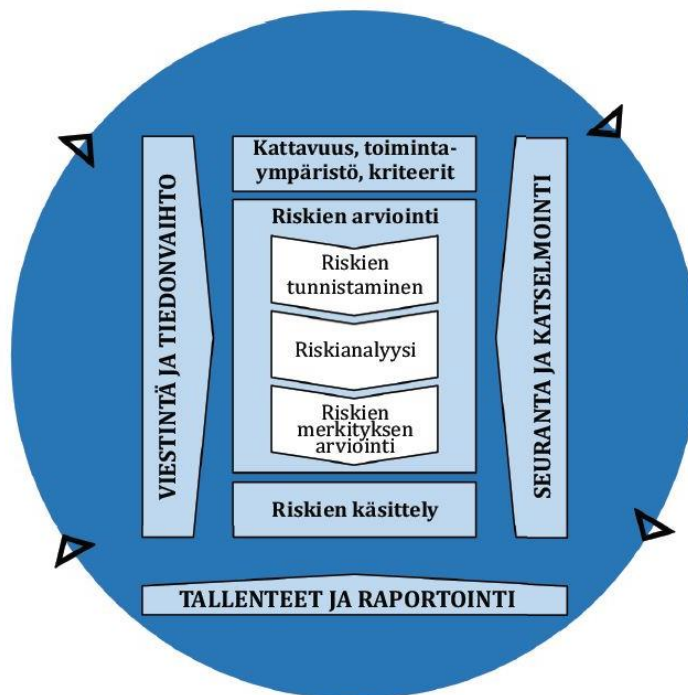 VIESTINTÄ JA TIEDONVAIHTO
Kattavuus, toiminta-
ympäristö, kriteerit
Riskien arviointi
Riskien
tunnistaminen
Riskianalyysi
Riskien
merkityksen
arviointi
Riskien käsittely
SEURANTA JA KATSELMOINTI
TALLENTEET JA RAPORTOINTI